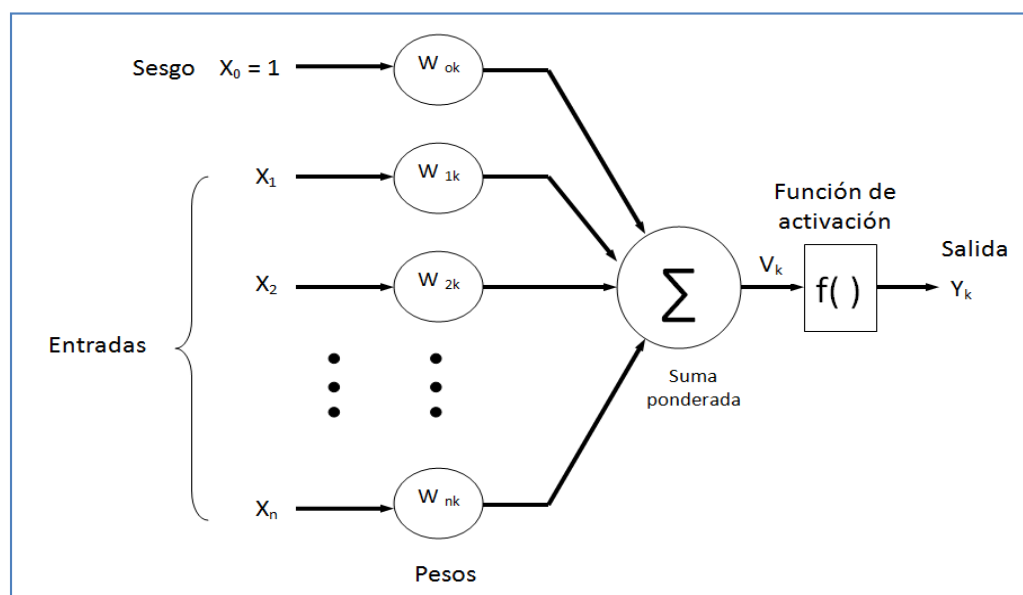 Sesgo X₀ = 1
W ok
X₁
W 1k
Función de
activación
X₂
W 2k
∑
Vₖ
f( )
Salida
Yₖ
Entradas
Suma
ponderada
Xₙ
W nk
Pesos